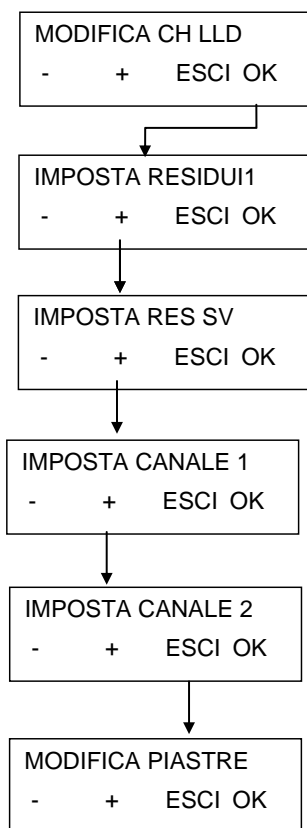 MODIFICA CH LLD
- + ESCI OK
IMPOSTA RESIDUI1
- + ESCI OK
IMPOSTA RES SV
- + ESCI OK
IMPOSTA CANALE 1
- + ESCI OK
IMPOSTA CANALE 2
- + ESCI OK
MODIFICA PIASTRE
- + ESCI OK